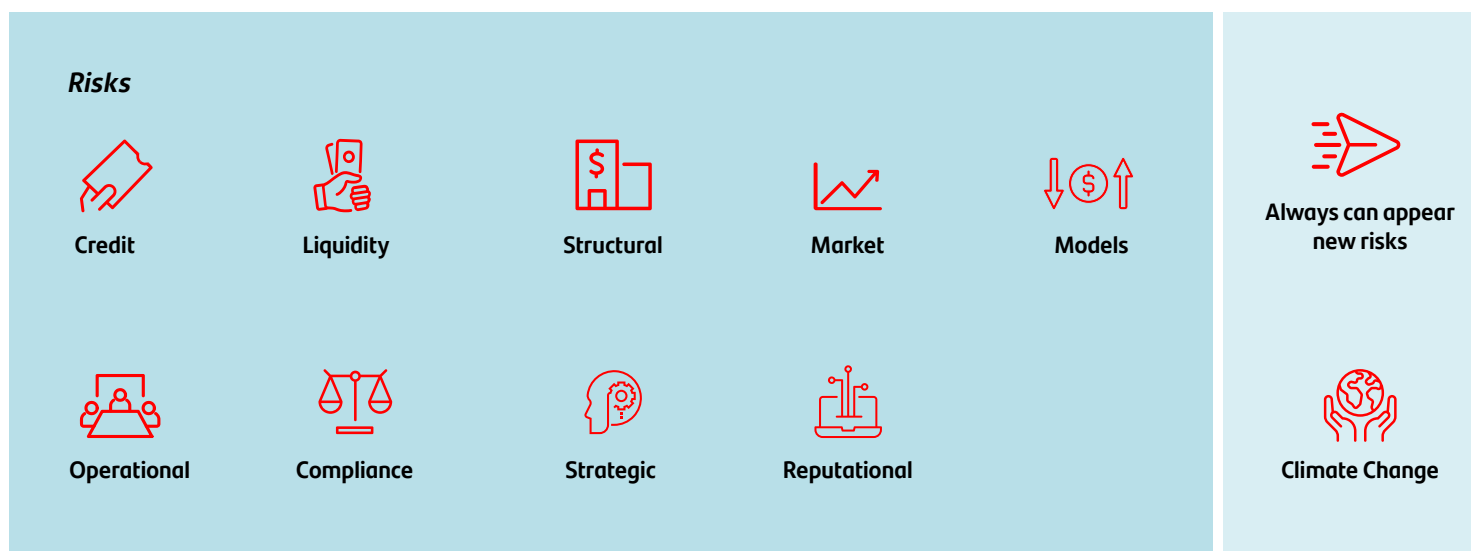 Risks
Credit
Liquidity
Structural
Market
Models
Operational
Compliance
Strategic
Reputational
Always can appear
new risks
Climate Change